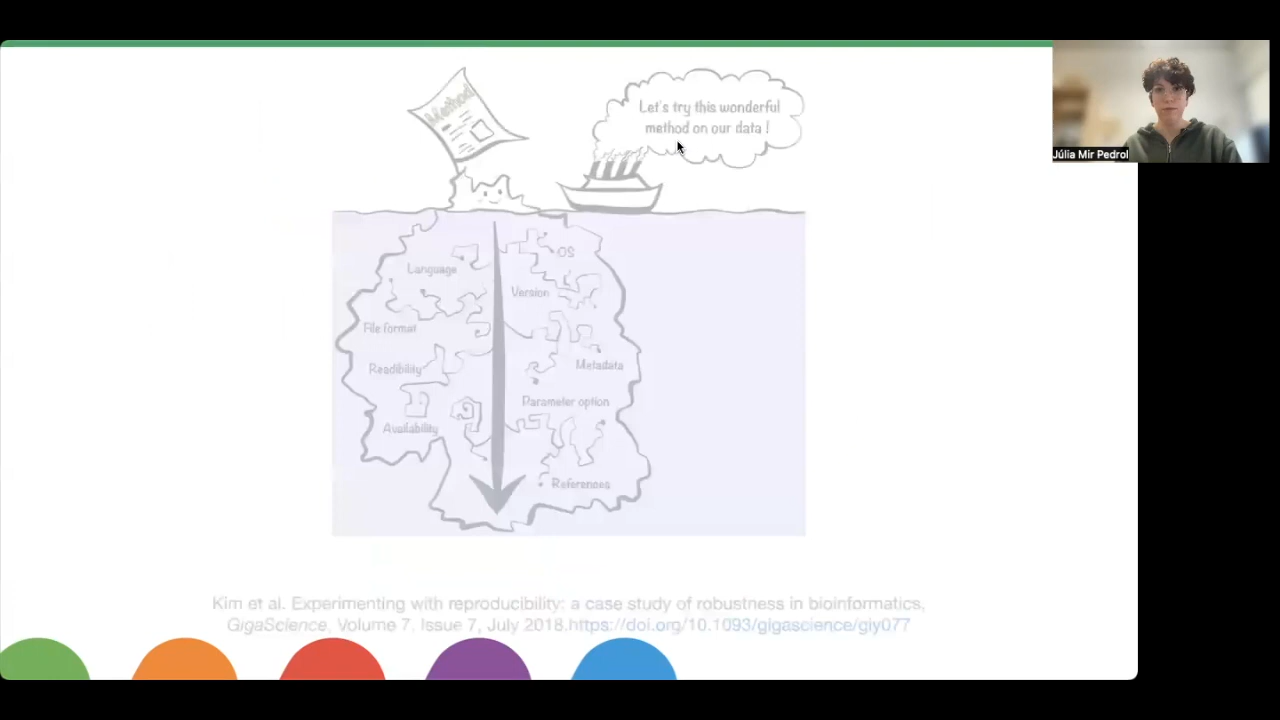 Method
Let's try this wonderful
method on our data !
Júlia Mir Pedrol
Language
OS
Version
File format
Readibility
Metadata
Parameter option
Availability
References
Kim et al. Experimenting with reproducibility: a case study of robustness in bioinformatics,
GigaScience, Volume 7, Issue 7, July 2018.https://doi.org/10.1093/gigascience/giy077